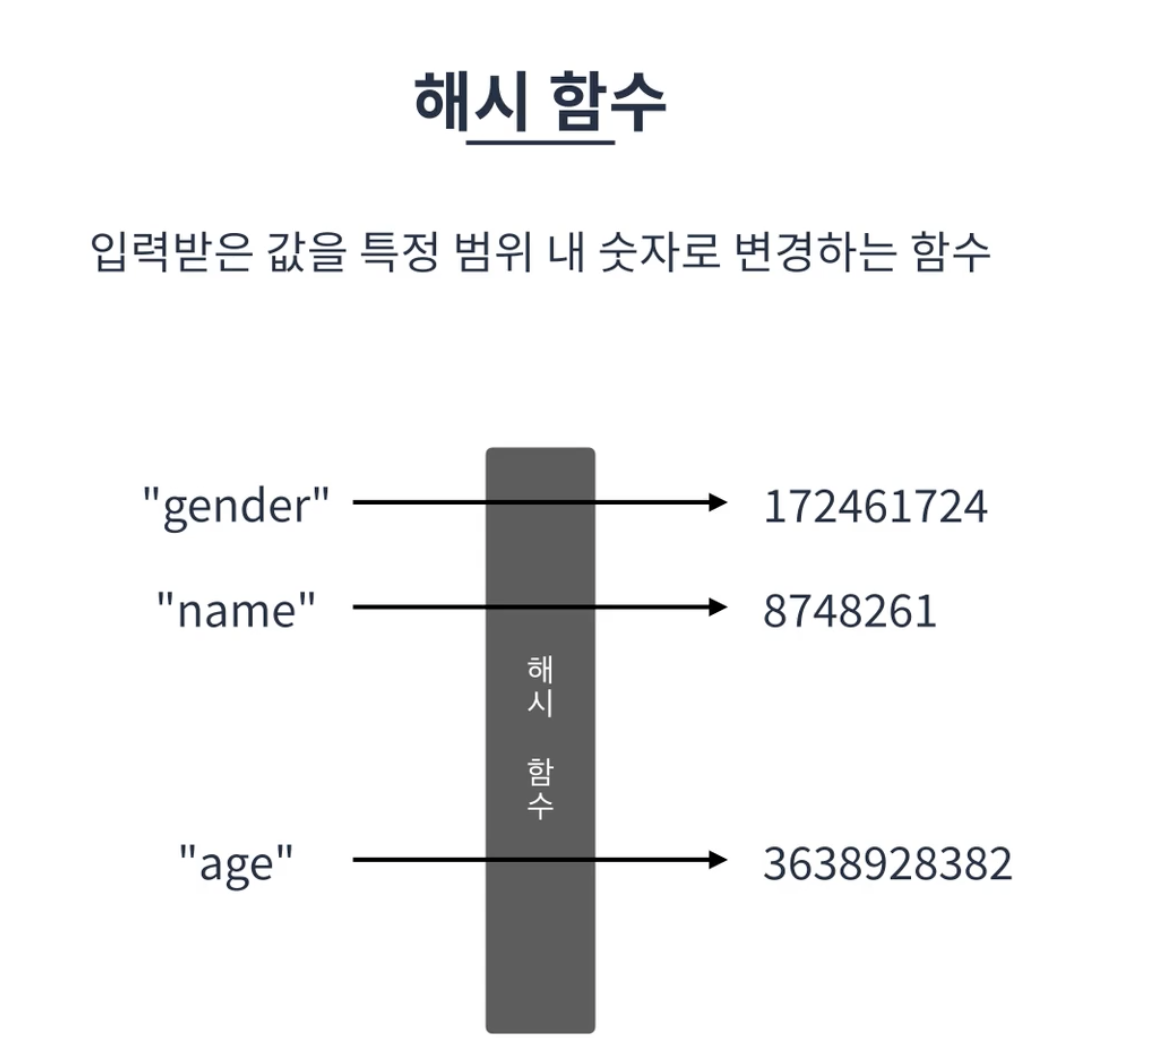 해시 함수
입력받은 값을 특정 범위 내 숫자로 변경하는 함수
"gender" 172461724
"name" 8748261
해시 함수
"age" 3638928382